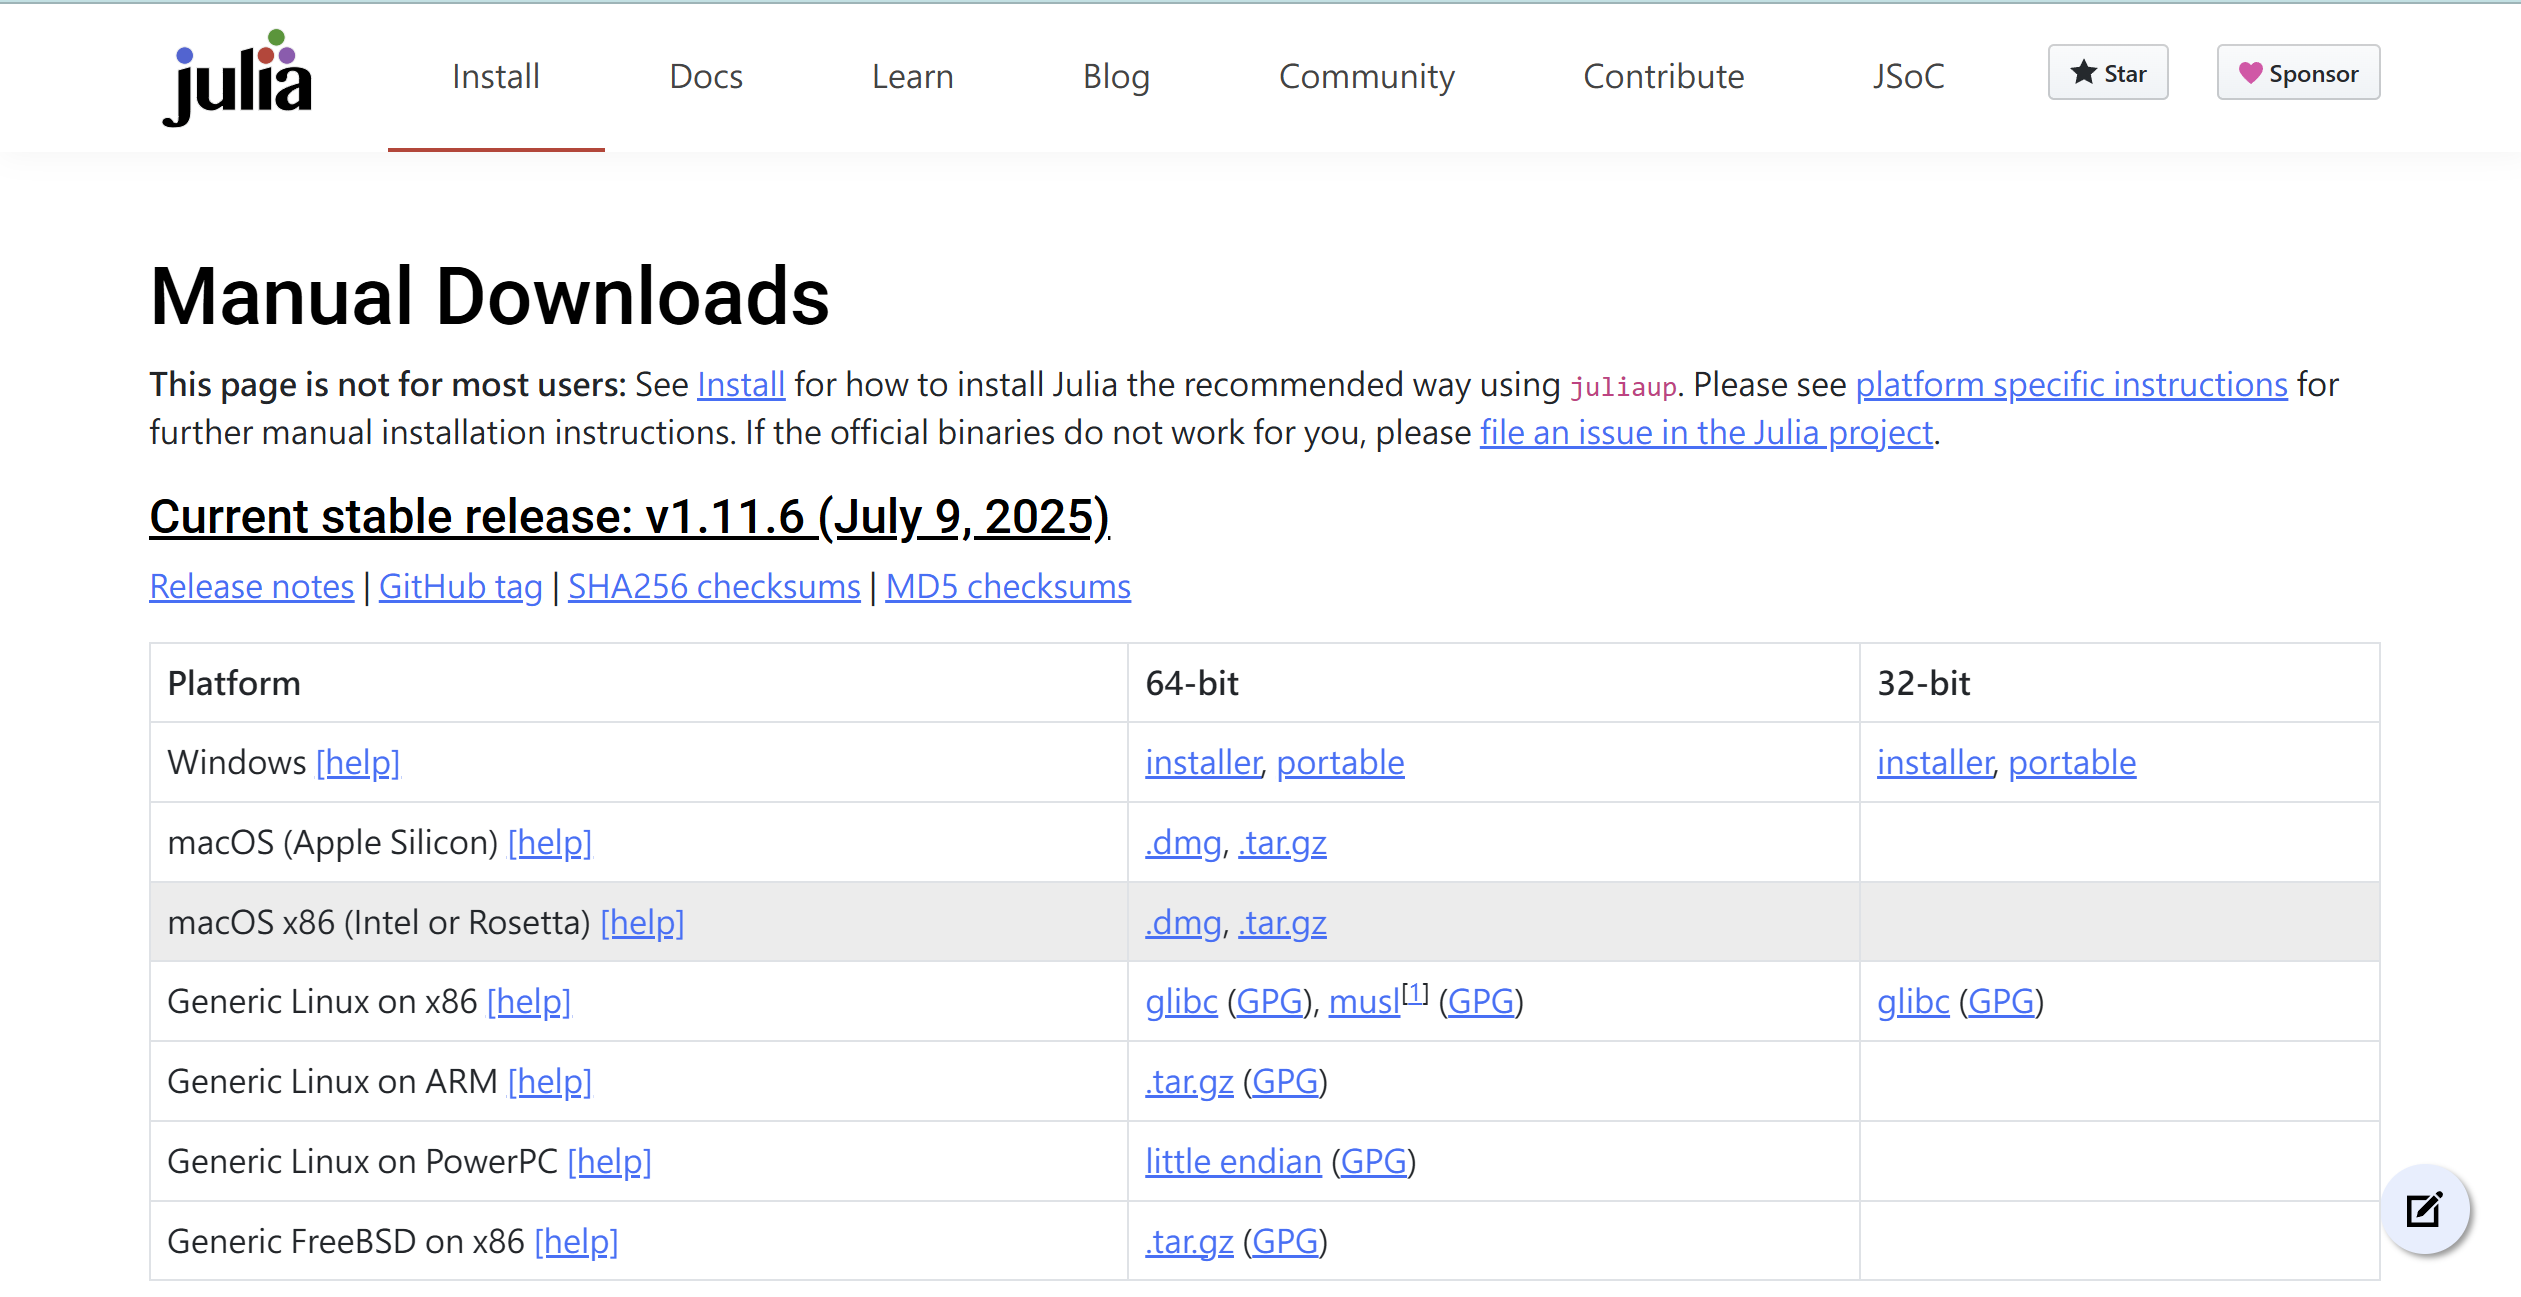 julia Install Docs Learn Blog Community Contribute JSoC Star Sponsor
Manual Downloads
This page is not for most users: See Install for how to install Julia the recommended way using juliaup. Please see platform specific instructions for
further manual installation instructions. If the official binaries do not work for you, please file an issue in the Julia project.
Current stable release: v1.11.6 (July 9, 2025)
Release notes | GitHub tag | SHA256 checksums | MD5 checksums
Platform 64-bit 32-bit
Windows [help] installer, portable installer, portable
macOS (Apple Silicon) [help] .dmg, .tar.gz
macOS x86 (Intel or Rosetta) [help] .dmg, .tar.gz
Generic Linux on x86 [help] glibc (GPG), musl[1] (GPG) glibc (GPG)
Generic Linux on ARM [help] .tar.gz (GPG)
Generic Linux on PowerPC [help] little endian (GPG)
Generic FreeBSD on x86 [help] .tar.gz (GPG)